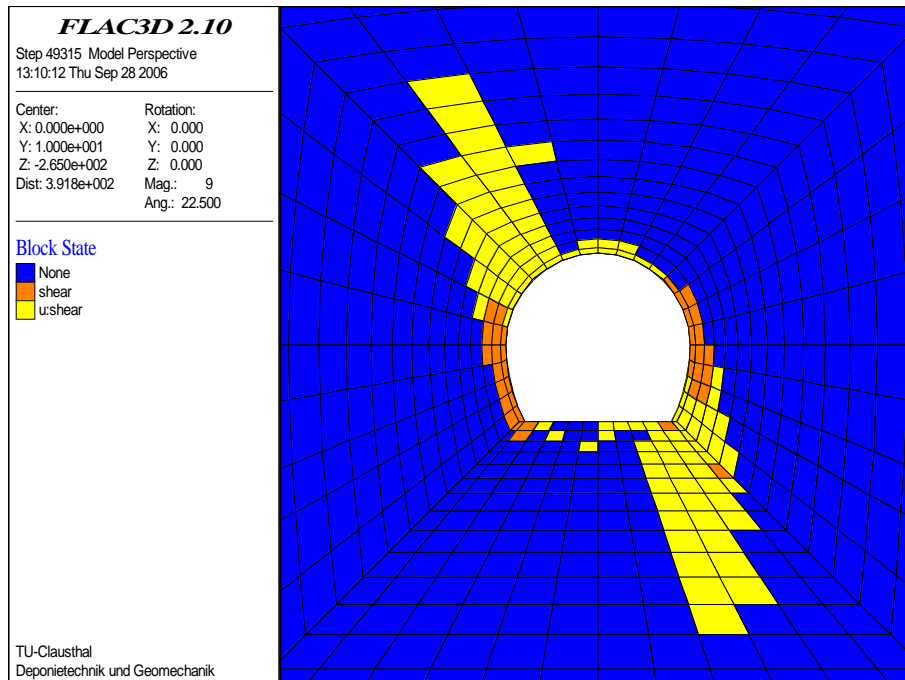 FLAC3D 2.10
Step 49315  Model Perspective
13:10:12 Thu Sep 28 2006
Center:
X: 0.000e+000
Y: 1.000e+001
Z: -2.650e+002
Dist: 3.918e+002
Rotation:
X: 0.000
Y: 0.000
Z: 0.000
Mag.: 9
Ang.: 22.500
Block State
None
shear
u:shear
TU-Clausthal
Deponietechnik und Geomechanik